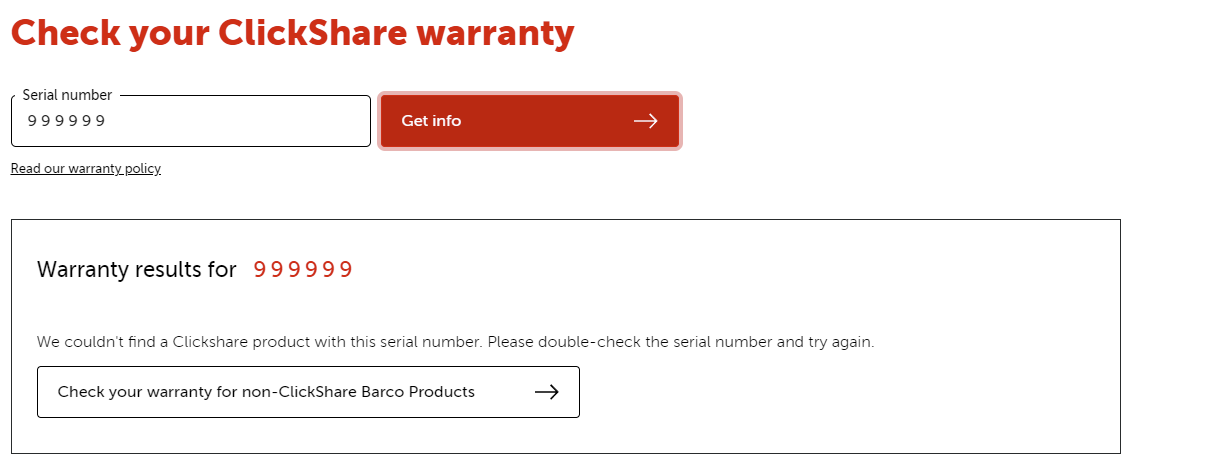 Check your ClickShare warranty
Serial number
999999
Get info
Read our warranty policy
Warranty results for 999999
We couldn't find a Clickshare product with this serial number. Please double-check the serial number and try again.
Check your warranty for non-ClickShare Barco Products